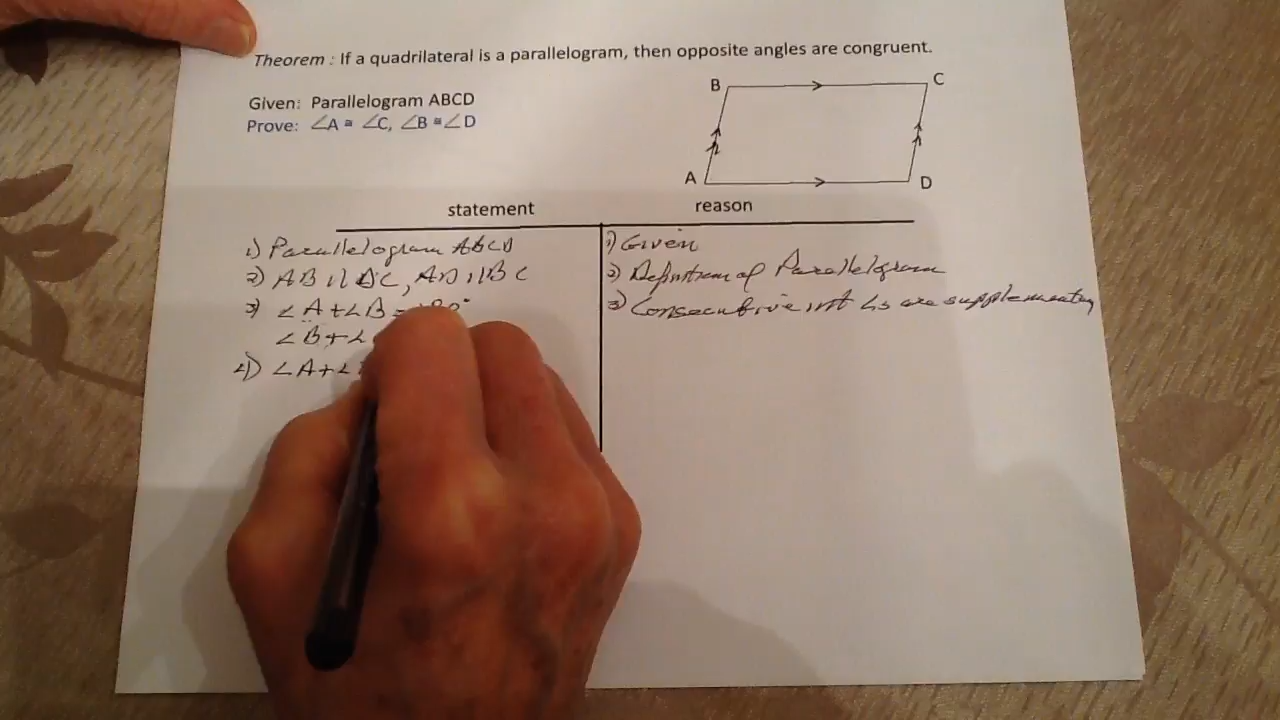 Theorem : If a quadrilateral is a parallelogram, then opposite angles are congruent.
Given: Parallelogram ABCD
Prove: ∠A ≅ ∠C, ∠B ≅ ∠D
B C
A D
statement reason
1) Parallelogram ABCD 1) Given
2) AB || DC, AD || BC 2) Definition of Parallelogram
3) ∠A+∠B = 180° 3) Consecutive int ∠s are supplementary
∠B+∠
4) ∠A+∠